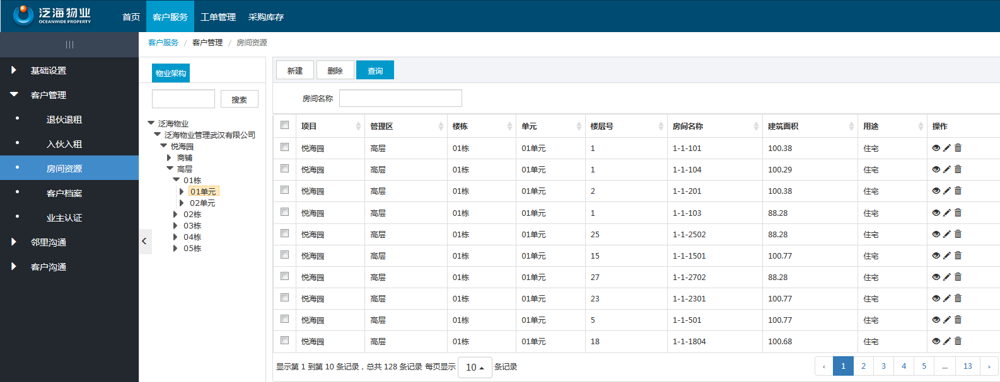 泛海物业
OCEANWIDE PROPERTY
首页 客户服务 工单管理 采购库存
客户服务 / 客户管理 / 房间资源
基础设置
客户管理
退伙退租
入伙入租
房间资源
客户档案
业主认证
邻里沟通
客户沟通
物业架构
搜索
泛海物业
泛海物业管理武汉有限公司
悦海园
商铺
高层
01栋
01单元
02单元
02栋
03栋
04栋
05栋
新建 删除 查询
房间名称
项目 管理区 楼栋 单元 楼层号 房间名称 建筑面积 用途 操作
悦海园 高层 01栋 01单元 1 1-1-101 100.38 住宅
悦海园 高层 01栋 01单元 1 1-1-104 100.29 住宅
悦海园 高层 01栋 01单元 2 1-1-201 100.38 住宅
悦海园 高层 01栋 01单元 1 1-1-103 88.28 住宅
悦海园 高层 01栋 01单元 25 1-1-2502 88.28 住宅
悦海园 高层 01栋 01单元 15 1-1-1501 100.77 住宅
悦海园 高层 01栋 01单元 27 1-1-2702 88.28 住宅
悦海园 高层 01栋 01单元 23 1-1-2301 100.77 住宅
悦海园 高层 01栋 01单元 5 1-1-501 100.77 住宅
悦海园 高层 01栋 01单元 18 1-1-1804 100.68 住宅
显示第 1 到第 10 条记录，总共 128 条记录 每页显示 10 条记录
‹ 1 2 3 4 5 ... 13 ›